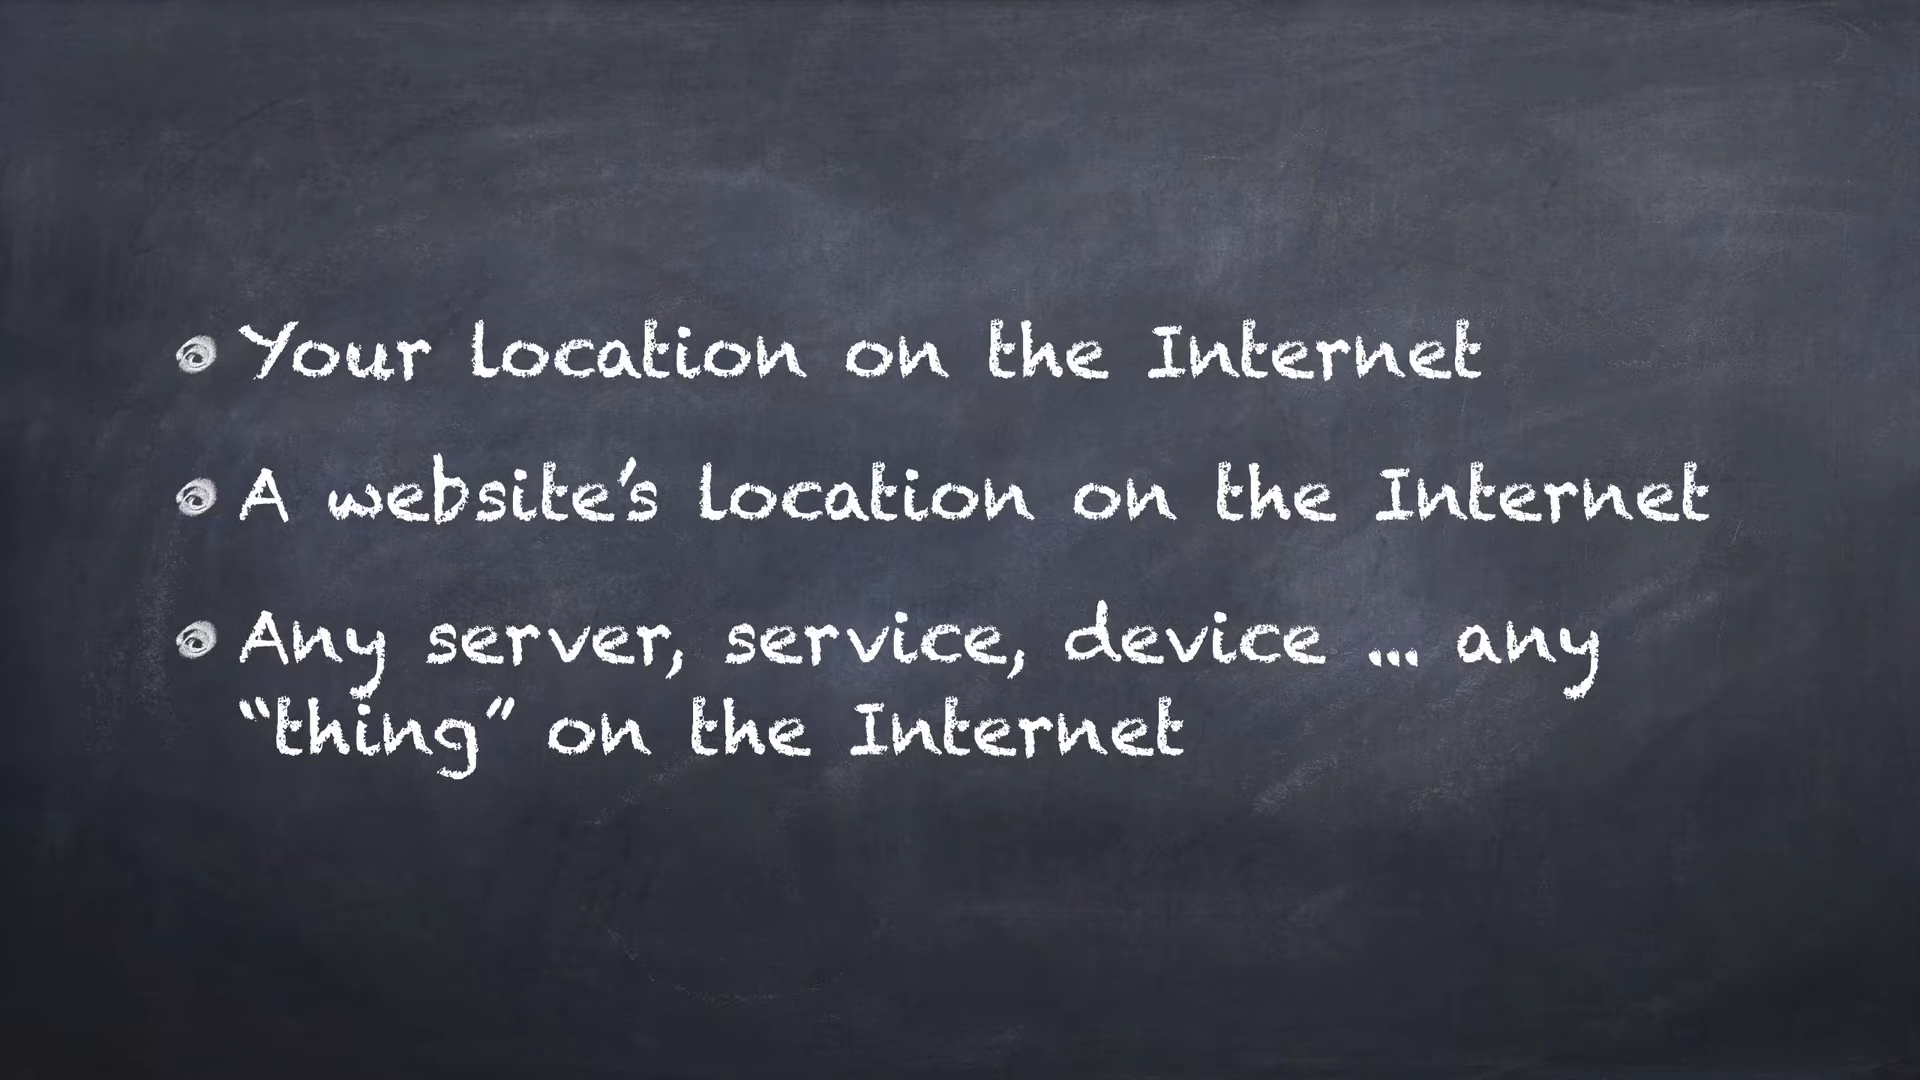 Your location on the Internet
A website’s location on the Internet
Any server, service, device ... any
“thing” on the Internet